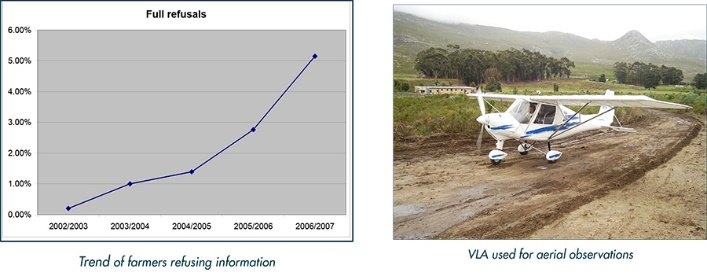 Full refusals
6.00%
5.00%
4.00%
3.00%
2.00%
1.00%
0.00%
2002/2003 2003/2004 2004/2005 2005/2006 2006/2007
Trend of farmers refusing information
VLA used for aerial observations